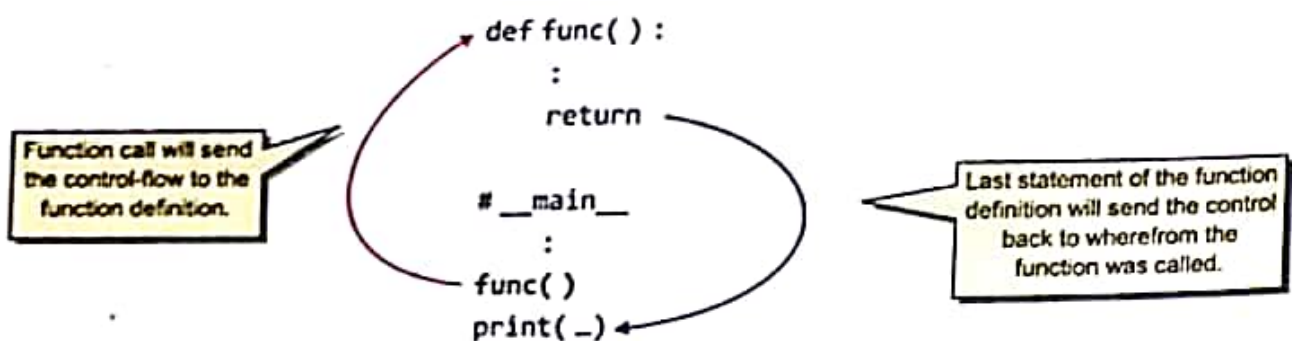 def func( ) :
:
return
Function call will send
the control-flow to the
function definition.
# __main__
:
func( )
print( _ )
Last statement of the function
definition will send the control
back to wherefrom the
function was called.